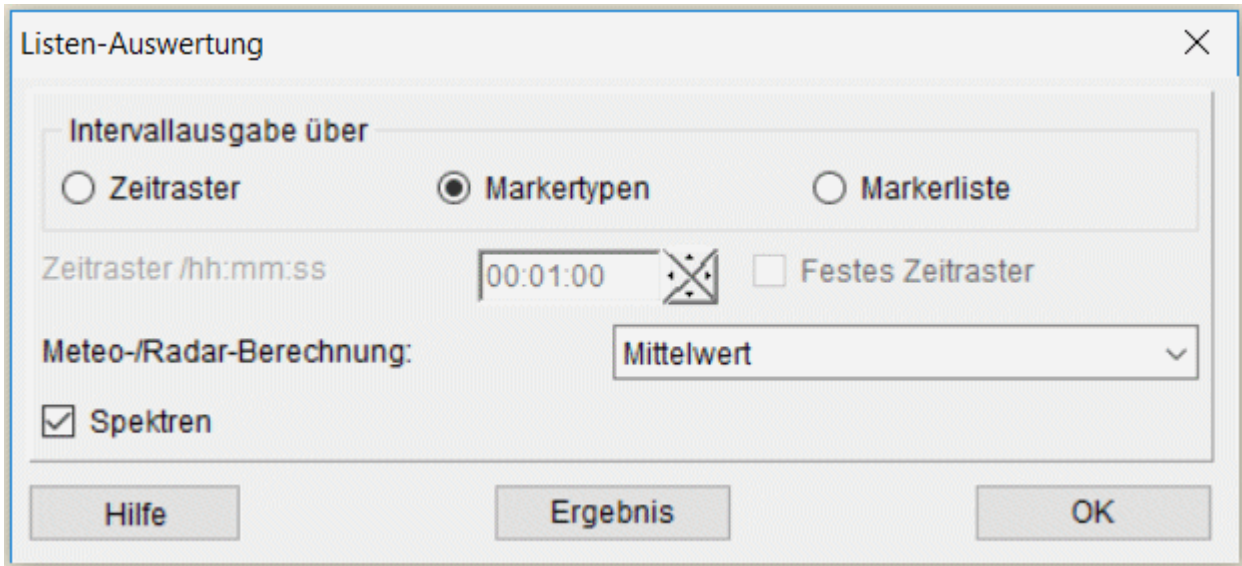 Listen-Auswertung
Intervallausgabe über
Zeitraster Markertypen Markerliste
Zeitraster /hh:mm:ss 00:01:00 Festes Zeitraster
Meteo-/Radar-Berechnung: Mittelwert
Spektren
Hilfe Ergebnis OK